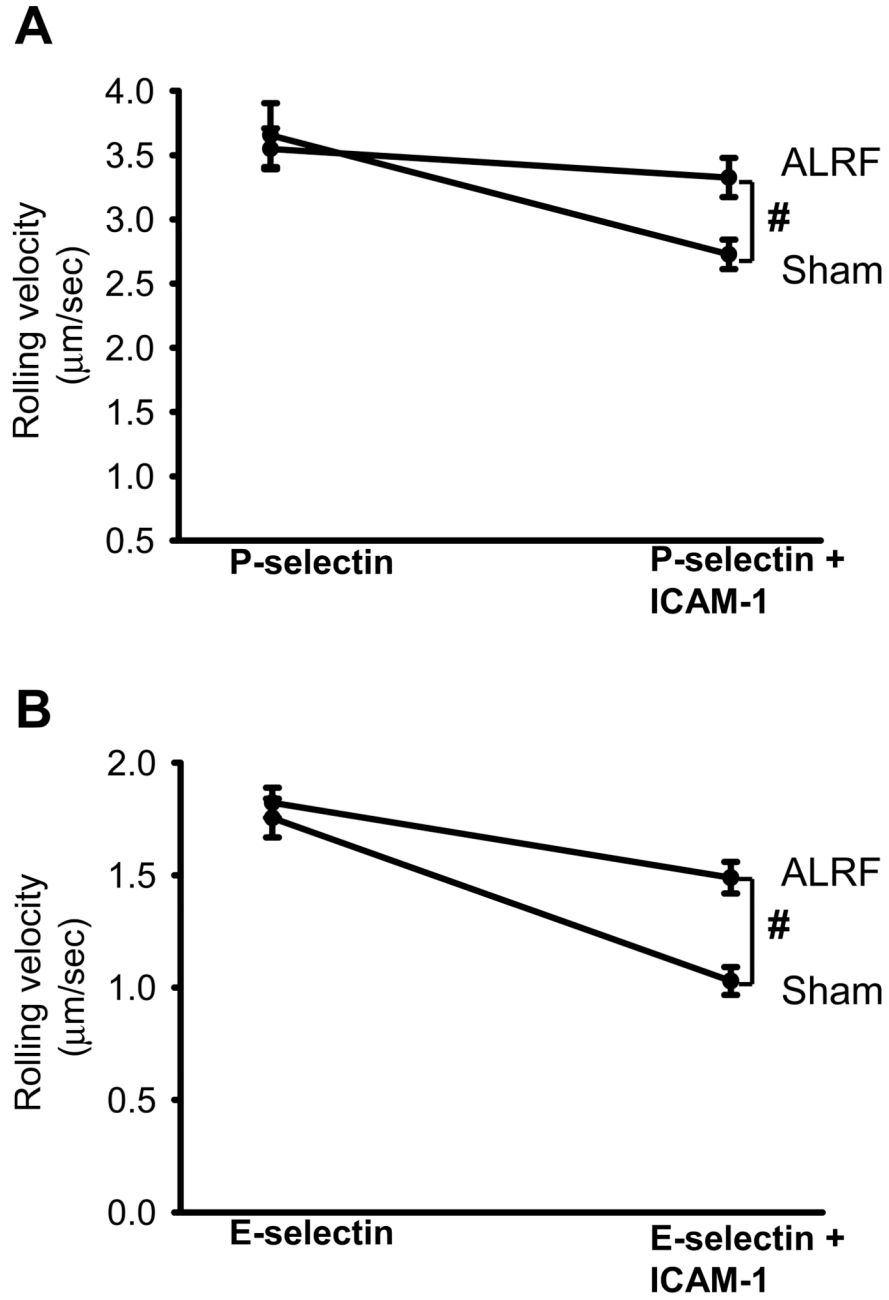 A
4.0
3.5
3.0
2.5
2.0
1.5
1.0
0.5
Rolling velocity
(μm/sec)
ALRF
#
Sham
P-selectin
P-selectin +
ICAM-1
B
2.0
1.5
1.0
0.5
0.0
Rolling velocity
(μm/sec)
ALRF
#
Sham
E-selectin
E-selectin +
ICAM-1